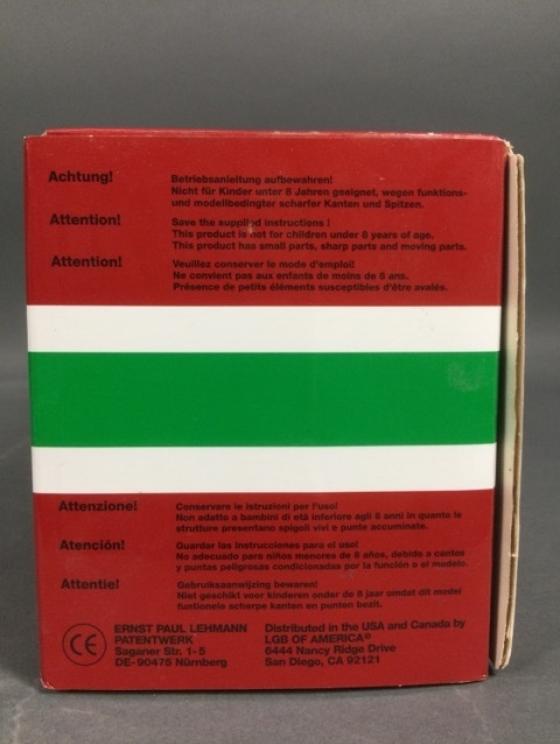 Achtung!
Betriebsanleitung aufbewahren!
Nicht für Kinder unter 8 Jahren geeignet, wegen funktions-
und modellbedingter scharfer Kanten und Spitzen.
Attention!
Save the supplied instructions !
This product is not for children under 8 years of age.
This product has small parts, sharp parts and moving parts.
Attention!
Veuillez conserver le mode d'emploi!
Ne convient pas aux enfants de moins de 8 ans.
Présence de petits éléments susceptibles d'être avalés.
Attenzione!
Conservare le istruzioni per l'uso!
Non adatto a bambini di età inferiore agli 8 anni in quanto le
strutture presentano spigoli vivi e punte accuminate.
Atención!
Guardar las instrucciones para el uso!
No adecuado para niños menores de 8 años, debido a cantos
y puntas peligrosas condicionadas por la función o el modelo.
Attentie!
Gebruiksaanwijzing bewaren!
Niet geschikt voor kinderen onder de 8 jaar omdat dit model
funtionele scherpe kanten en punten bezit.
CE
ERNST PAUL LEHMANN
PATENTWERK
Saganer Str. 1-5
DE-90475 Nürnberg
Distributed in the USA and Canada by
LGB OF AMERICA®
6444 Nancy Ridge Drive
San Diego, CA 92121